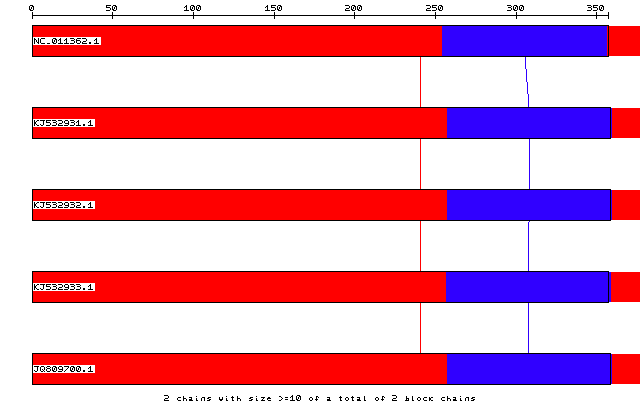 0 50 100 150 200 250 300 350
NC_011362.1
KJ532931.1
KJ532932.1
KJ532933.1
JQ809700.1
2 chains with size >=10 of a total of 2 block chains